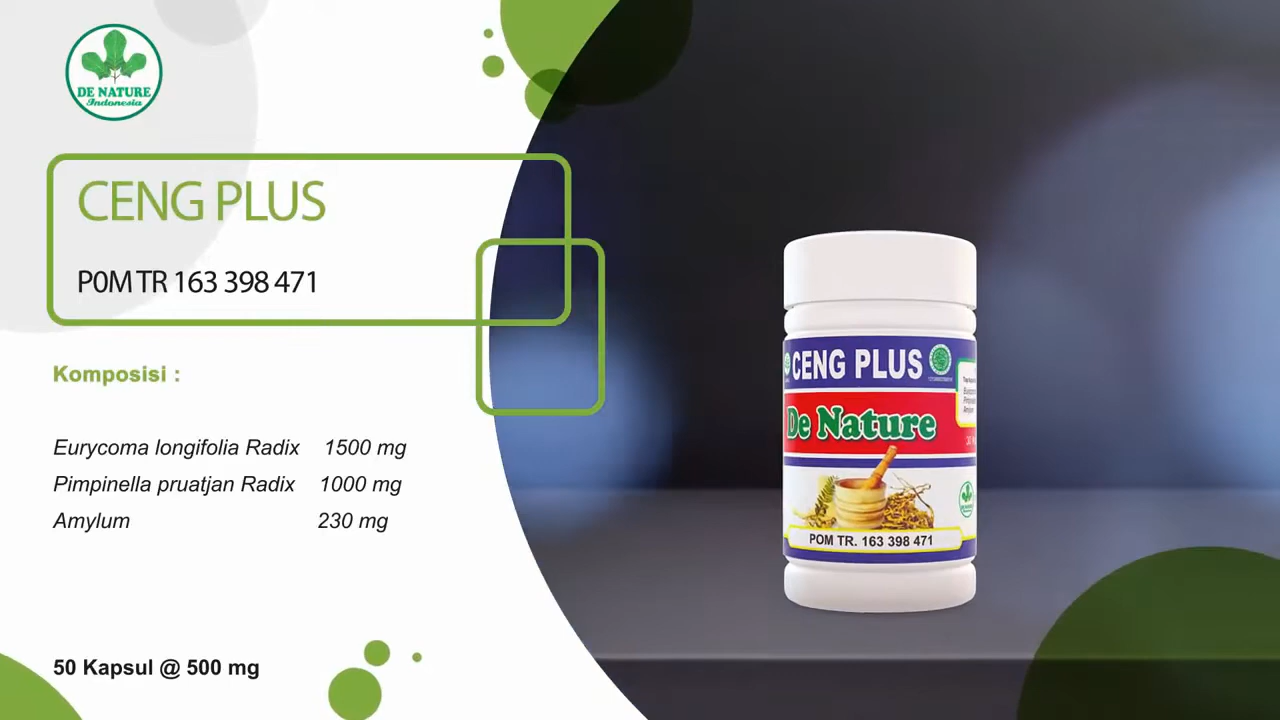 DE NATURE
Indonesia
CENG PLUS
POM TR 163 398 471
Komposisi :
Eurycoma longifolia Radix 1500 mg
Pimpinella pruatjan Radix 1000 mg
Amylum 230 mg
50 Kapsul @ 500 mg
CENG PLUS
De Nature
POM TR. 163 398 471